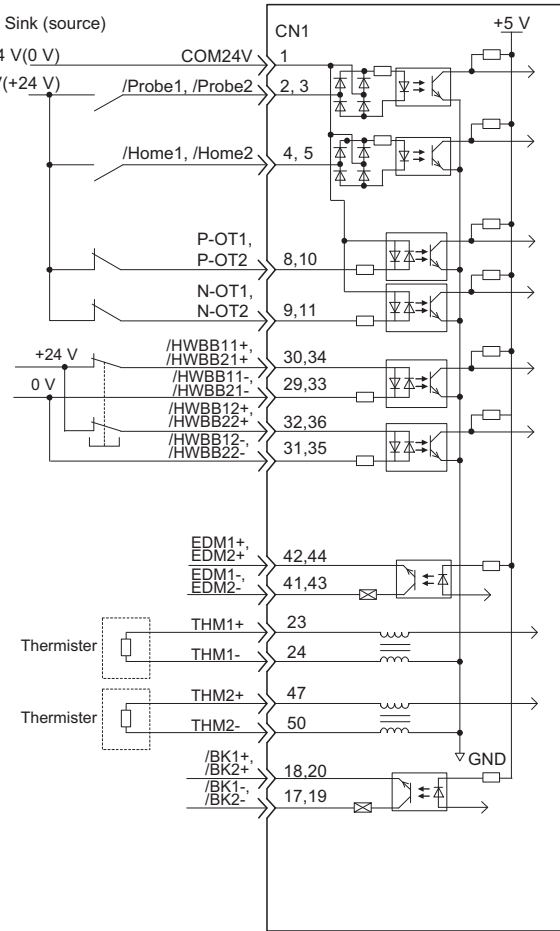 Sink (source)
CN1
+5 V
4 V(0 V)
COM24V
1
V(+24 V)
/Probe1, /Probe2
2, 3
/Home1, /Home2
4, 5
P-OT1,
P-OT2
8,10
N-OT1,
N-OT2
9,11
+24 V
/HWBB11+,
/HWBB21+
30,34
0 V
/HWBB11-,
/HWBB21-
29,33
/HWBB12+,
/HWBB22+
32,36
/HWBB12-,
/HWBB22-
31,35
EDM1+,
EDM2+
42,44
EDM1-,
EDM2-
41,43
Thermister
THM1+
23
THM1-
24
Thermister
THM2+
47
THM2-
50
GND
/BK1+,
/BK2+
18,20
/BK1-,
/BK2-
17,19